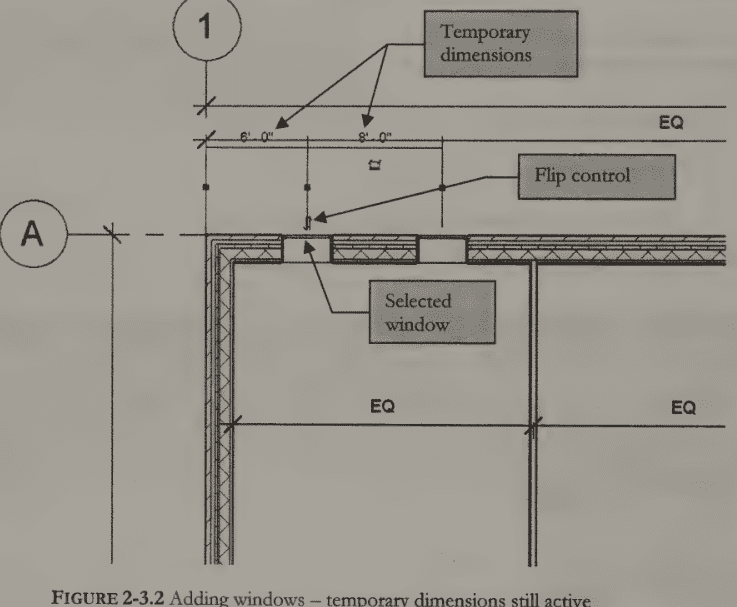 1
Temporary
dimensions
EQ
6'-0" 8'-0"
Flip control
A
Selected
window
EQ EQ
FIGURE 2-3.2 Adding windows – temporary dimensions still active